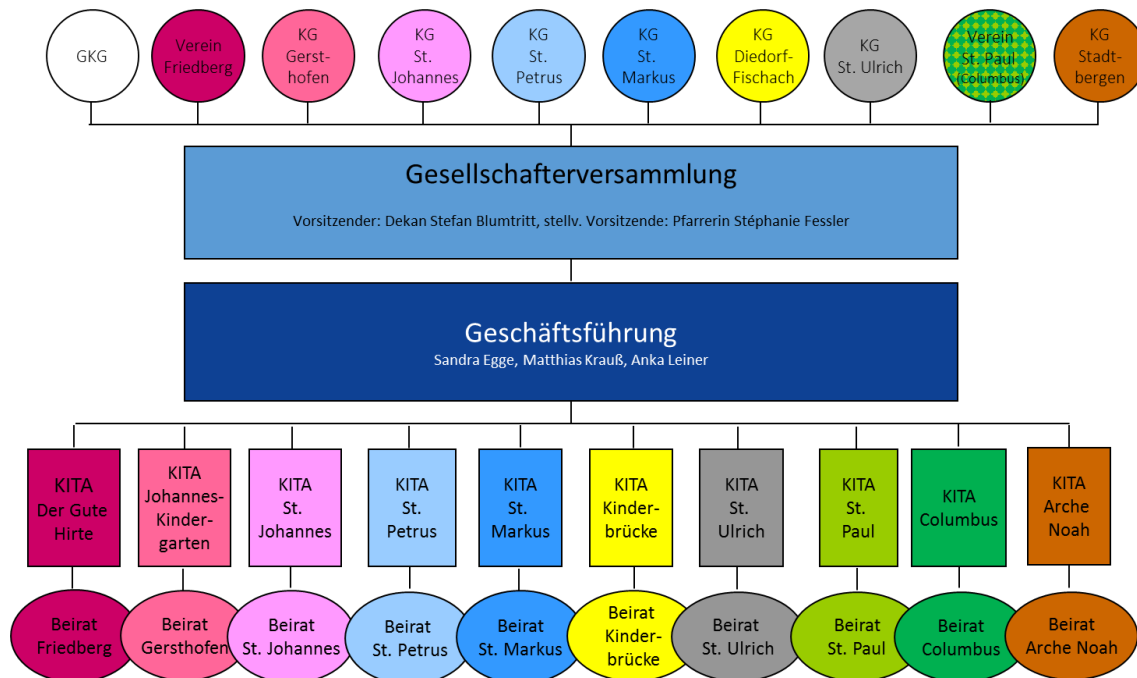 GKG
Verein
Friedberg
KG
Gerst-
hofen
KG
St.
Johannes
KG
St.
Petrus
KG
St.
Markus
KG
Diedorf-
Fischach
KG
St. Ulrich
Verein
St. Paul
(Columbus)
KG
Stadt-
bergen
Gesellschafterversammlung
Vorsitzender: Dekan Stefan Blumtritt, stellv. Vorsitzende: Pfarrerin Stéphanie Fessler
Geschäftsführung
Sandra Egge, Matthias Krauß, Anka Leiner
KITA
Der Gute
Hirte
KITA
Johannes-
Kinder-
garten
KITA
St.
Johannes
KITA
St.
Petrus
KITA
St.
Markus
KITA
Kinder-
brücke
KITA
St.
Ulrich
KITA
St.
Paul
KITA
Columbus
KITA
Arche
Noah
Beirat
Friedberg
Beirat
Gersthofen
Beirat
St. Johannes
Beirat
St. Petrus
Beirat
St. Markus
Beirat
Kinder-
brücke
Beirat
St. Ulrich
Beirat
St. Paul
Beirat
Columbus
Beirat
Arche Noah